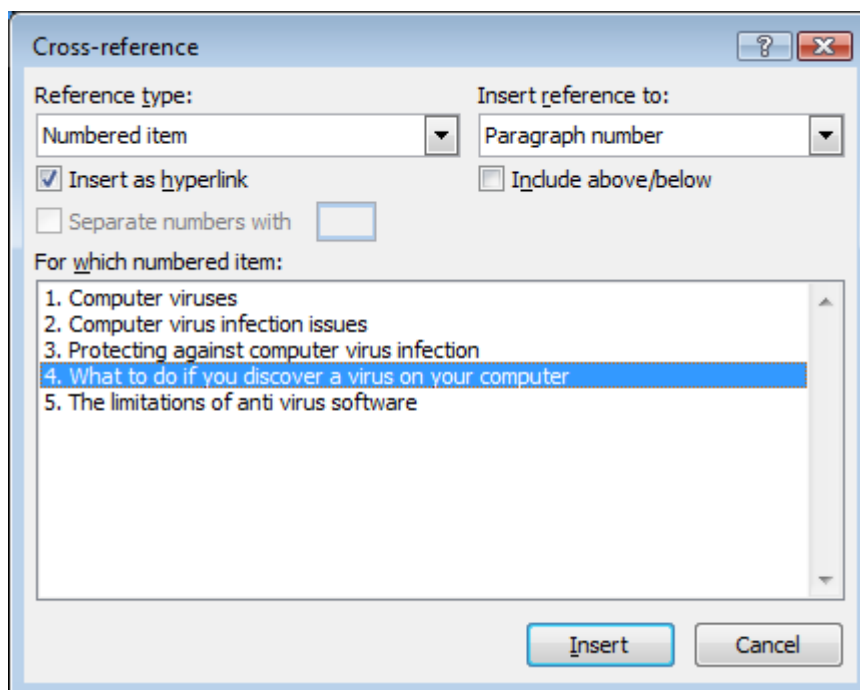 Cross-reference
Reference type:
Insert reference to:
Numbered item
Paragraph number
Insert as hyperlink
Include above/below
Separate numbers with
For which numbered item:
1. Computer viruses
2. Computer virus infection issues
3. Protecting against computer virus infection
4. What to do if you discover a virus on your computer
5. The limitations of anti virus software
Insert
Cancel